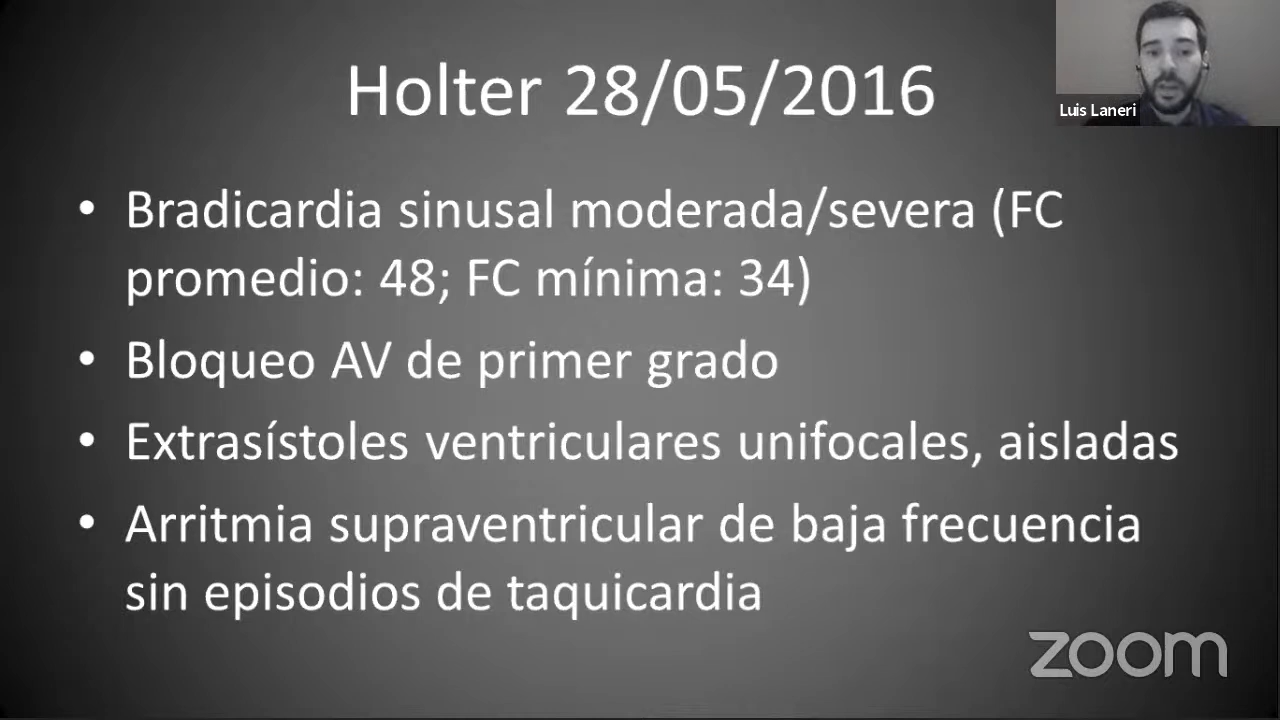 Holter 28/05/2016
Luis Laneri
• Bradicardia sinusal moderada/severa (FC
promedio: 48; FC mínima: 34)
• Bloqueo AV de primer grado
• Extrasístoles ventriculares unifocales, aisladas
• Arritmia supraventricular de baja frecuencia
sin episodios de taquicardia
zoom